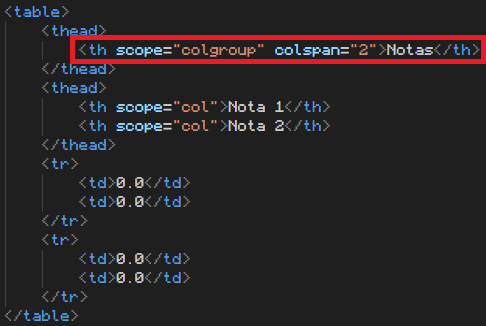 <table>
<thead>
<th scope="colgroup" colspan="2">Notas</th>
</thead>
<thead>
<th scope="col">Nota 1</th>
<th scope="col">Nota 2</th>
</thead>
<tr>
<td>0.0</td>
<td>0.0</td>
</tr>
<tr>
<td>0.0</td>
<td>0.0</td>
</tr>
</table>